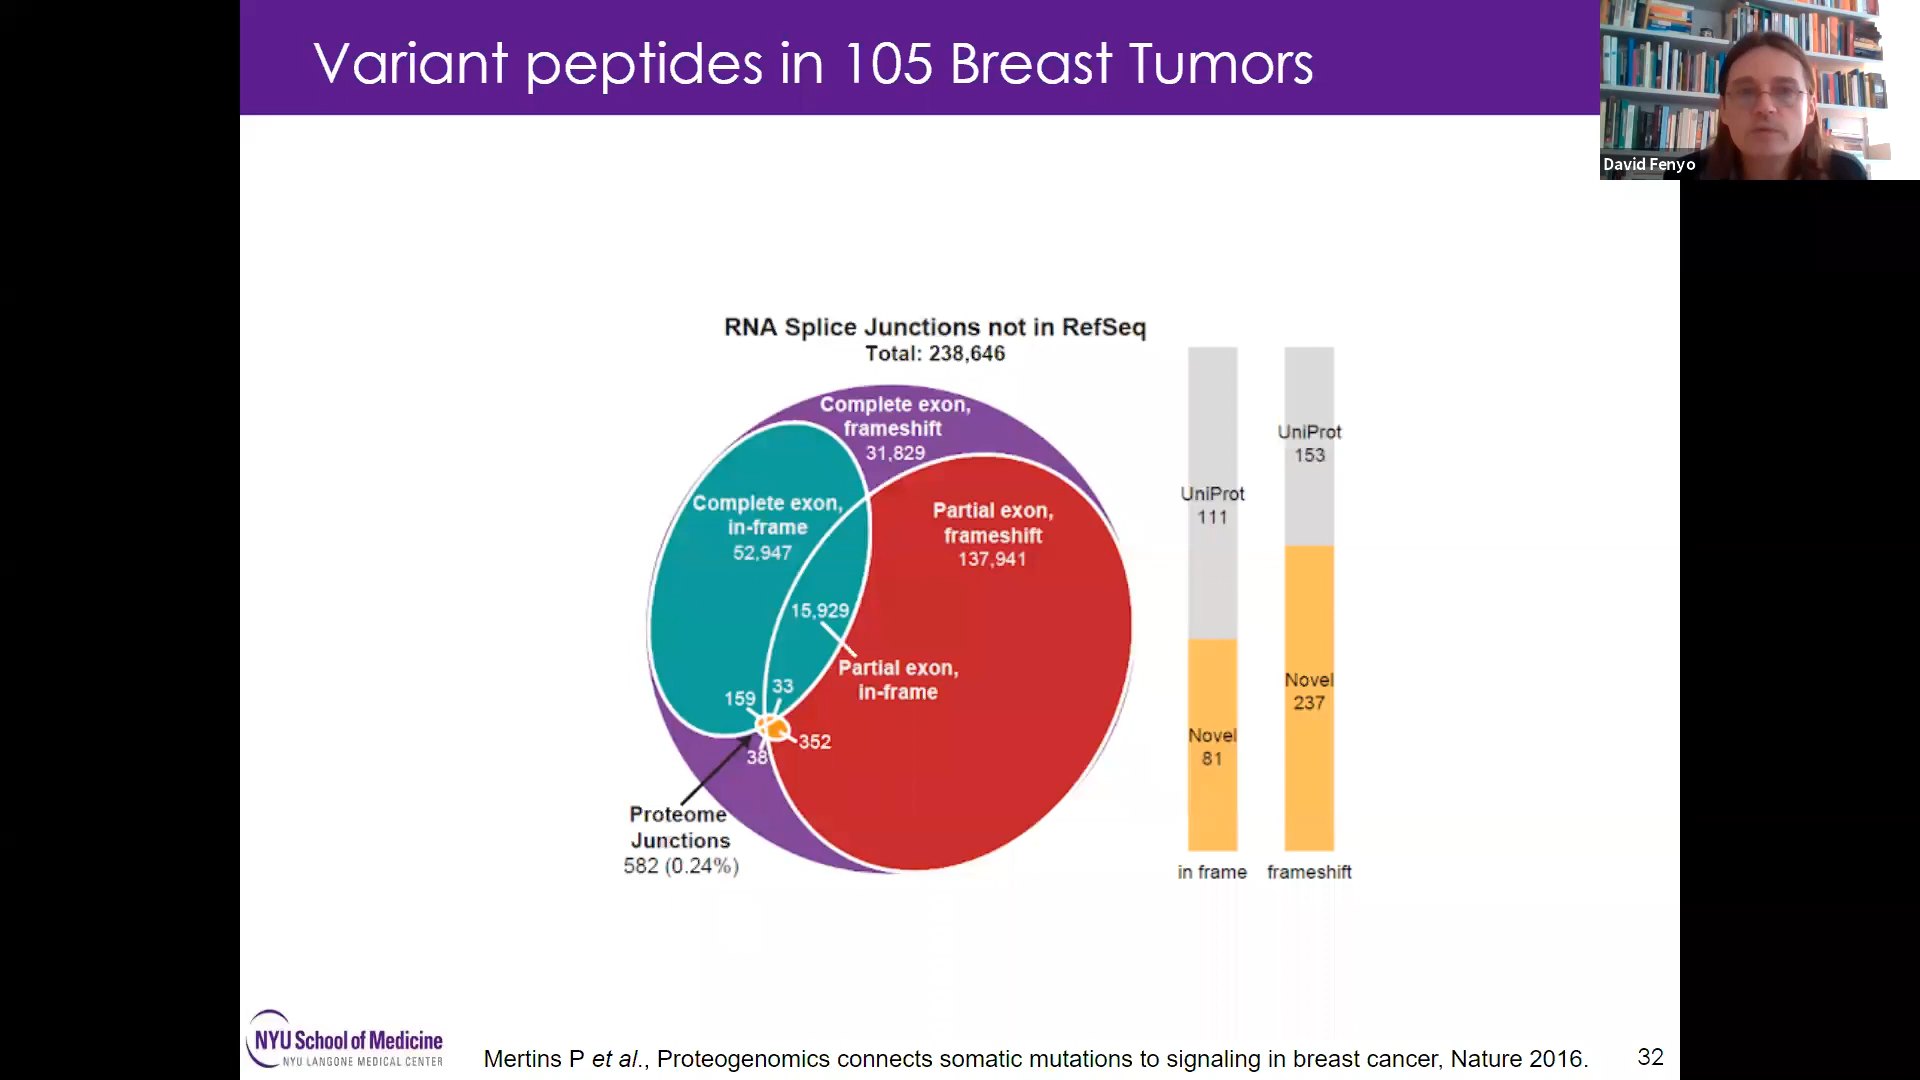 Variant peptides in 105 Breast Tumors
David Fenyo
RNA Splice Junctions not in RefSeq
Total: 238,646
Complete exon,
frameshift
31,829
Complete exon,
in-frame
52,947
Partial exon,
frameshift
137,941
15,929
Partial exon,
in-frame
159
33
352
38
Proteome
Junctions
582 (0.24%)
UniProt
111
Novel
81
in frame
UniProt
153
Novel
237
frameshift
NYU School of Medicine
NYU LANGONE MEDICAL CENTER
Mertins P et al., Proteogenomics connects somatic mutations to signaling in breast cancer, Nature 2016.
32